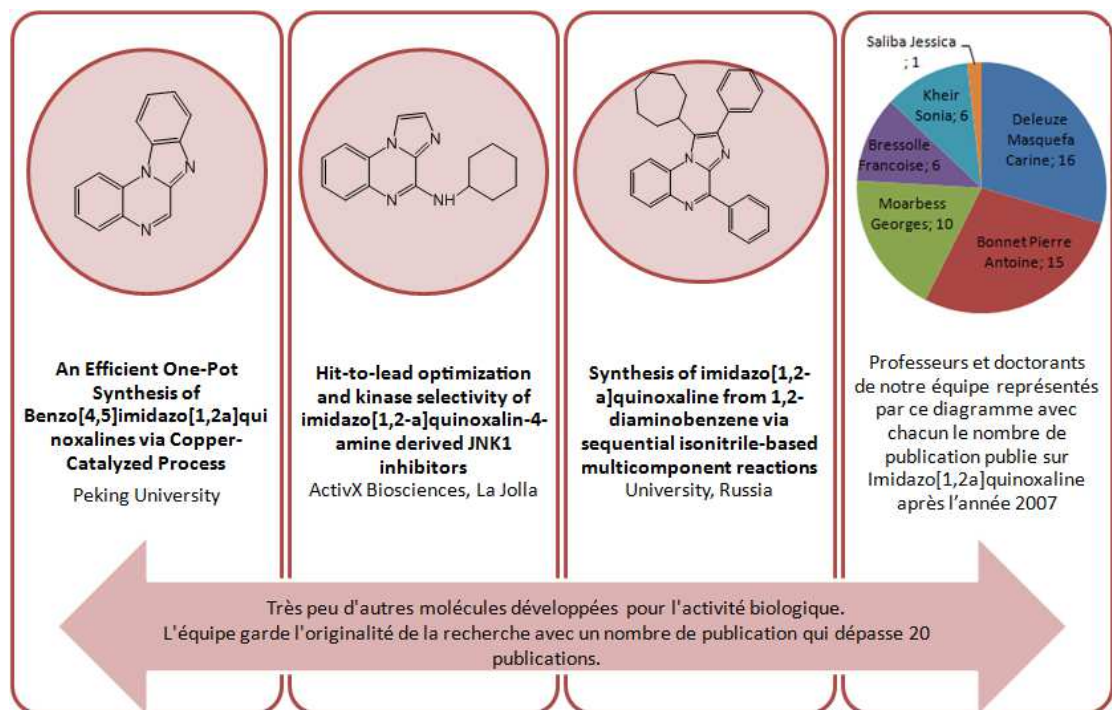 N
N
N
N
N
N
NH
N
N
N
Saliba Jessica
; 1
Kheir
Sonia; 6
Bressolle
Francoise; 6
Moarbess
Georges; 10
Deleuze
Masquefa
Carine; 16
Bonnet Pierre
Antoine; 15
An Efficient One-Pot
Synthesis of
Benzo[4,5]imidazo[1,2a]qui
noxalines via Copper-
Catalyzed Process
Peking University
Hit-to-lead optimization
and kinase selectivity of
imidazo[1,2-a]quinoxalin-4-
amine derived JNK1
inhibitors
ActivX Biosciences, La Jolla
Synthesis of imidazo[1,2-
a]quinoxaline from 1,2-
diaminobenzene via
sequential isonitrile-based
multicomponent reactions
University, Russia
Professeurs et doctorants
de notre équipe représentés
par ce diagramme avec
chacun le nombre de
publication publie sur
Imidazo[1,2a]quinoxaline
après l’année 2007
Très peu d'autres molécules développées pour l'activité biologique.
L'équipe garde l'originalité de la recherche avec un nombre de publication qui dépasse 20
publications.